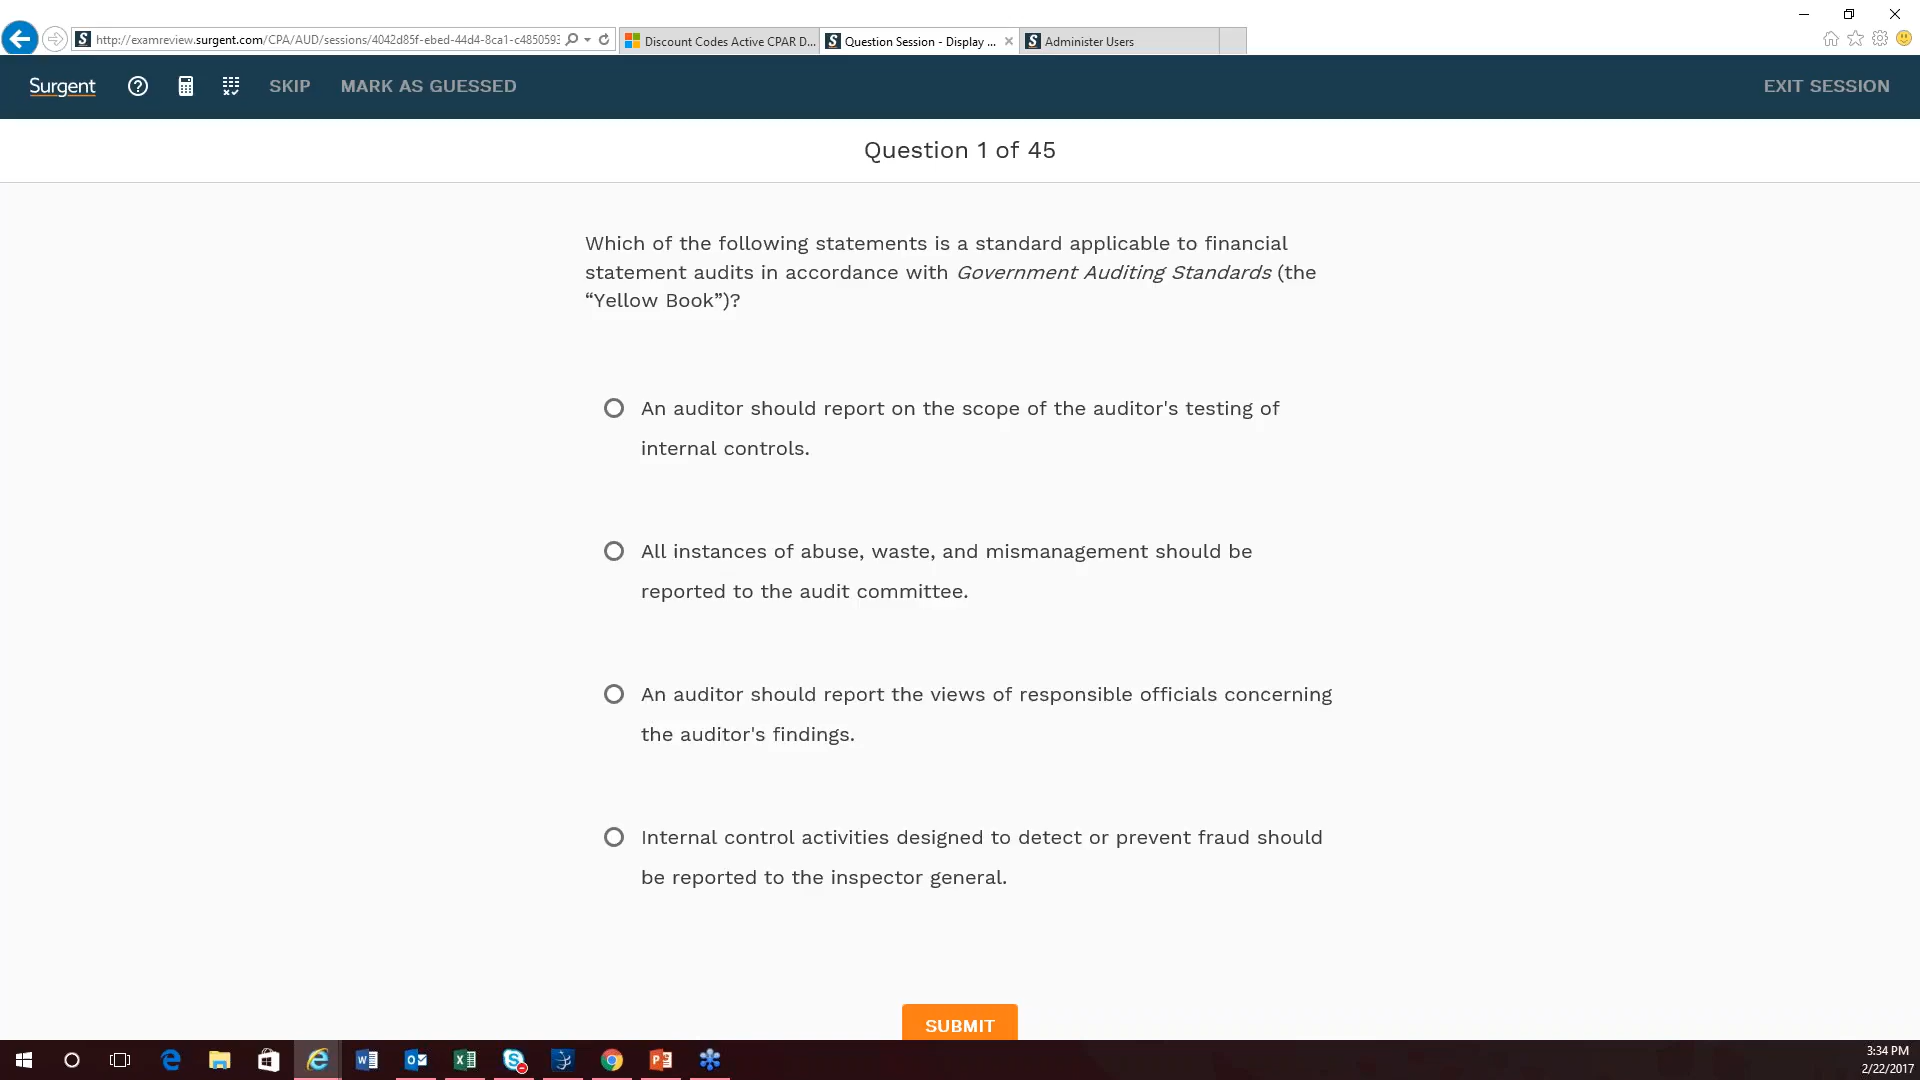 http://examreview.surgent.com/CPA/AUD/sessions/4042d85f-ebed-44d4-8ca1-c4850593
Discount Codes Active CPAR D...
Question Session - Display ...
Administer Users
Surgent
SKIP
MARK AS GUESSED
EXIT SESSION
Question 1 of 45
Which of the following statements is a standard applicable to financial
statement audits in accordance with Government Auditing Standards (the
“Yellow Book”)?
An auditor should report on the scope of the auditor's testing of
internal controls.
All instances of abuse, waste, and mismanagement should be
reported to the audit committee.
An auditor should report the views of responsible officials concerning
the auditor's findings.
Internal control activities designed to detect or prevent fraud should
be reported to the inspector general.
SUBMIT
3:34 PM
2/22/2017